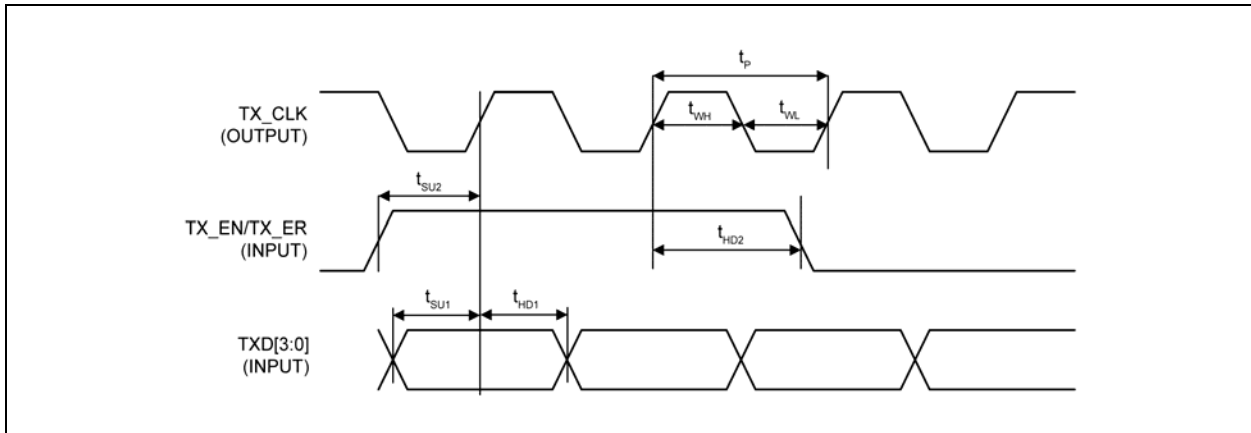 t_P
TX_CLK
(OUTPUT)
t_WH
t_WL
t_SU2
TX_EN/TX_ER
(INPUT)
t_HD2
t_SU1
t_HD1
TXD[3:0]
(INPUT)